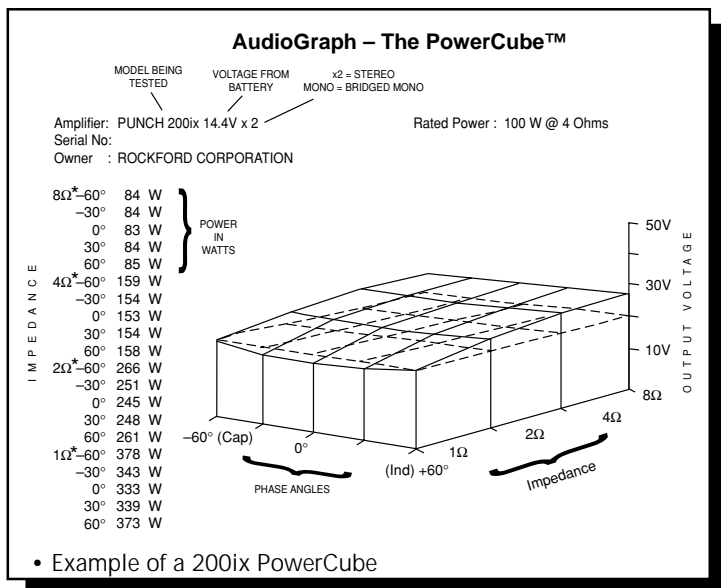 AudioGraph – The PowerCube™
MODEL BEING
TESTED
VOLTAGE FROM
BATTERY
x2 = STEREO
MONO = BRIDGED MONO
Amplifier: PUNCH 200ix 14.4V x 2
Rated Power : 100 W @ 4 Ohms
Serial No:
Owner : ROCKFORD CORPORATION
IMPEDANCE
8Ω*–60° 84 W
–30° 84 W
0° 83 W
30° 84 W
60° 85 W
4Ω*–60° 159 W
–30° 154 W
0° 153 W
30° 154 W
60° 158 W
2Ω*–60° 266 W
–30° 251 W
0° 245 W
30° 248 W
60° 261 W
1Ω*–60° 378 W
–30° 343 W
0° 333 W
30° 339 W
60° 373 W
POWER
IN
WATTS
50V
30V
10V
OUTPUT VOLTAGE
8Ω
4Ω
2Ω
1Ω
Impedance
–60° (Cap)
0°
(Ind) +60°
PHASE ANGLES
• Example of a 200ix PowerCube